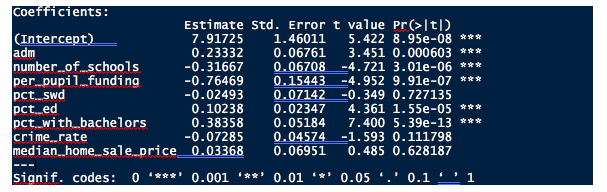 Coefficients:
Estimate Std. Error t value Pr(>|t|)
(Intercept) 7.91725 1.46011 5.422 8.95e-08 ***
adm 0.23332 0.06761 3.451 0.000603 ***
number_of_schools -0.31667 0.06708 -4.721 3.01e-06 ***
per_pupil_funding -0.76469 0.15443 -4.952 9.91e-07 ***
pct_swd -0.02493 0.07142 -0.349 0.727135
pct_ed 0.10238 0.02347 4.361 1.55e-05 ***
pct_with_bachelors 0.38358 0.05184 7.400 5.39e-13 ***
crime_rate -0.07285 0.04574 -1.593 0.111798
median_home_sale_price 0.03368 0.06951 0.485 0.628187
---
Signif. codes: 0 ‘***’ 0.001 ‘**’ 0.01 ‘*’ 0.05 ‘.’ 0.1 ‘ ’ 1